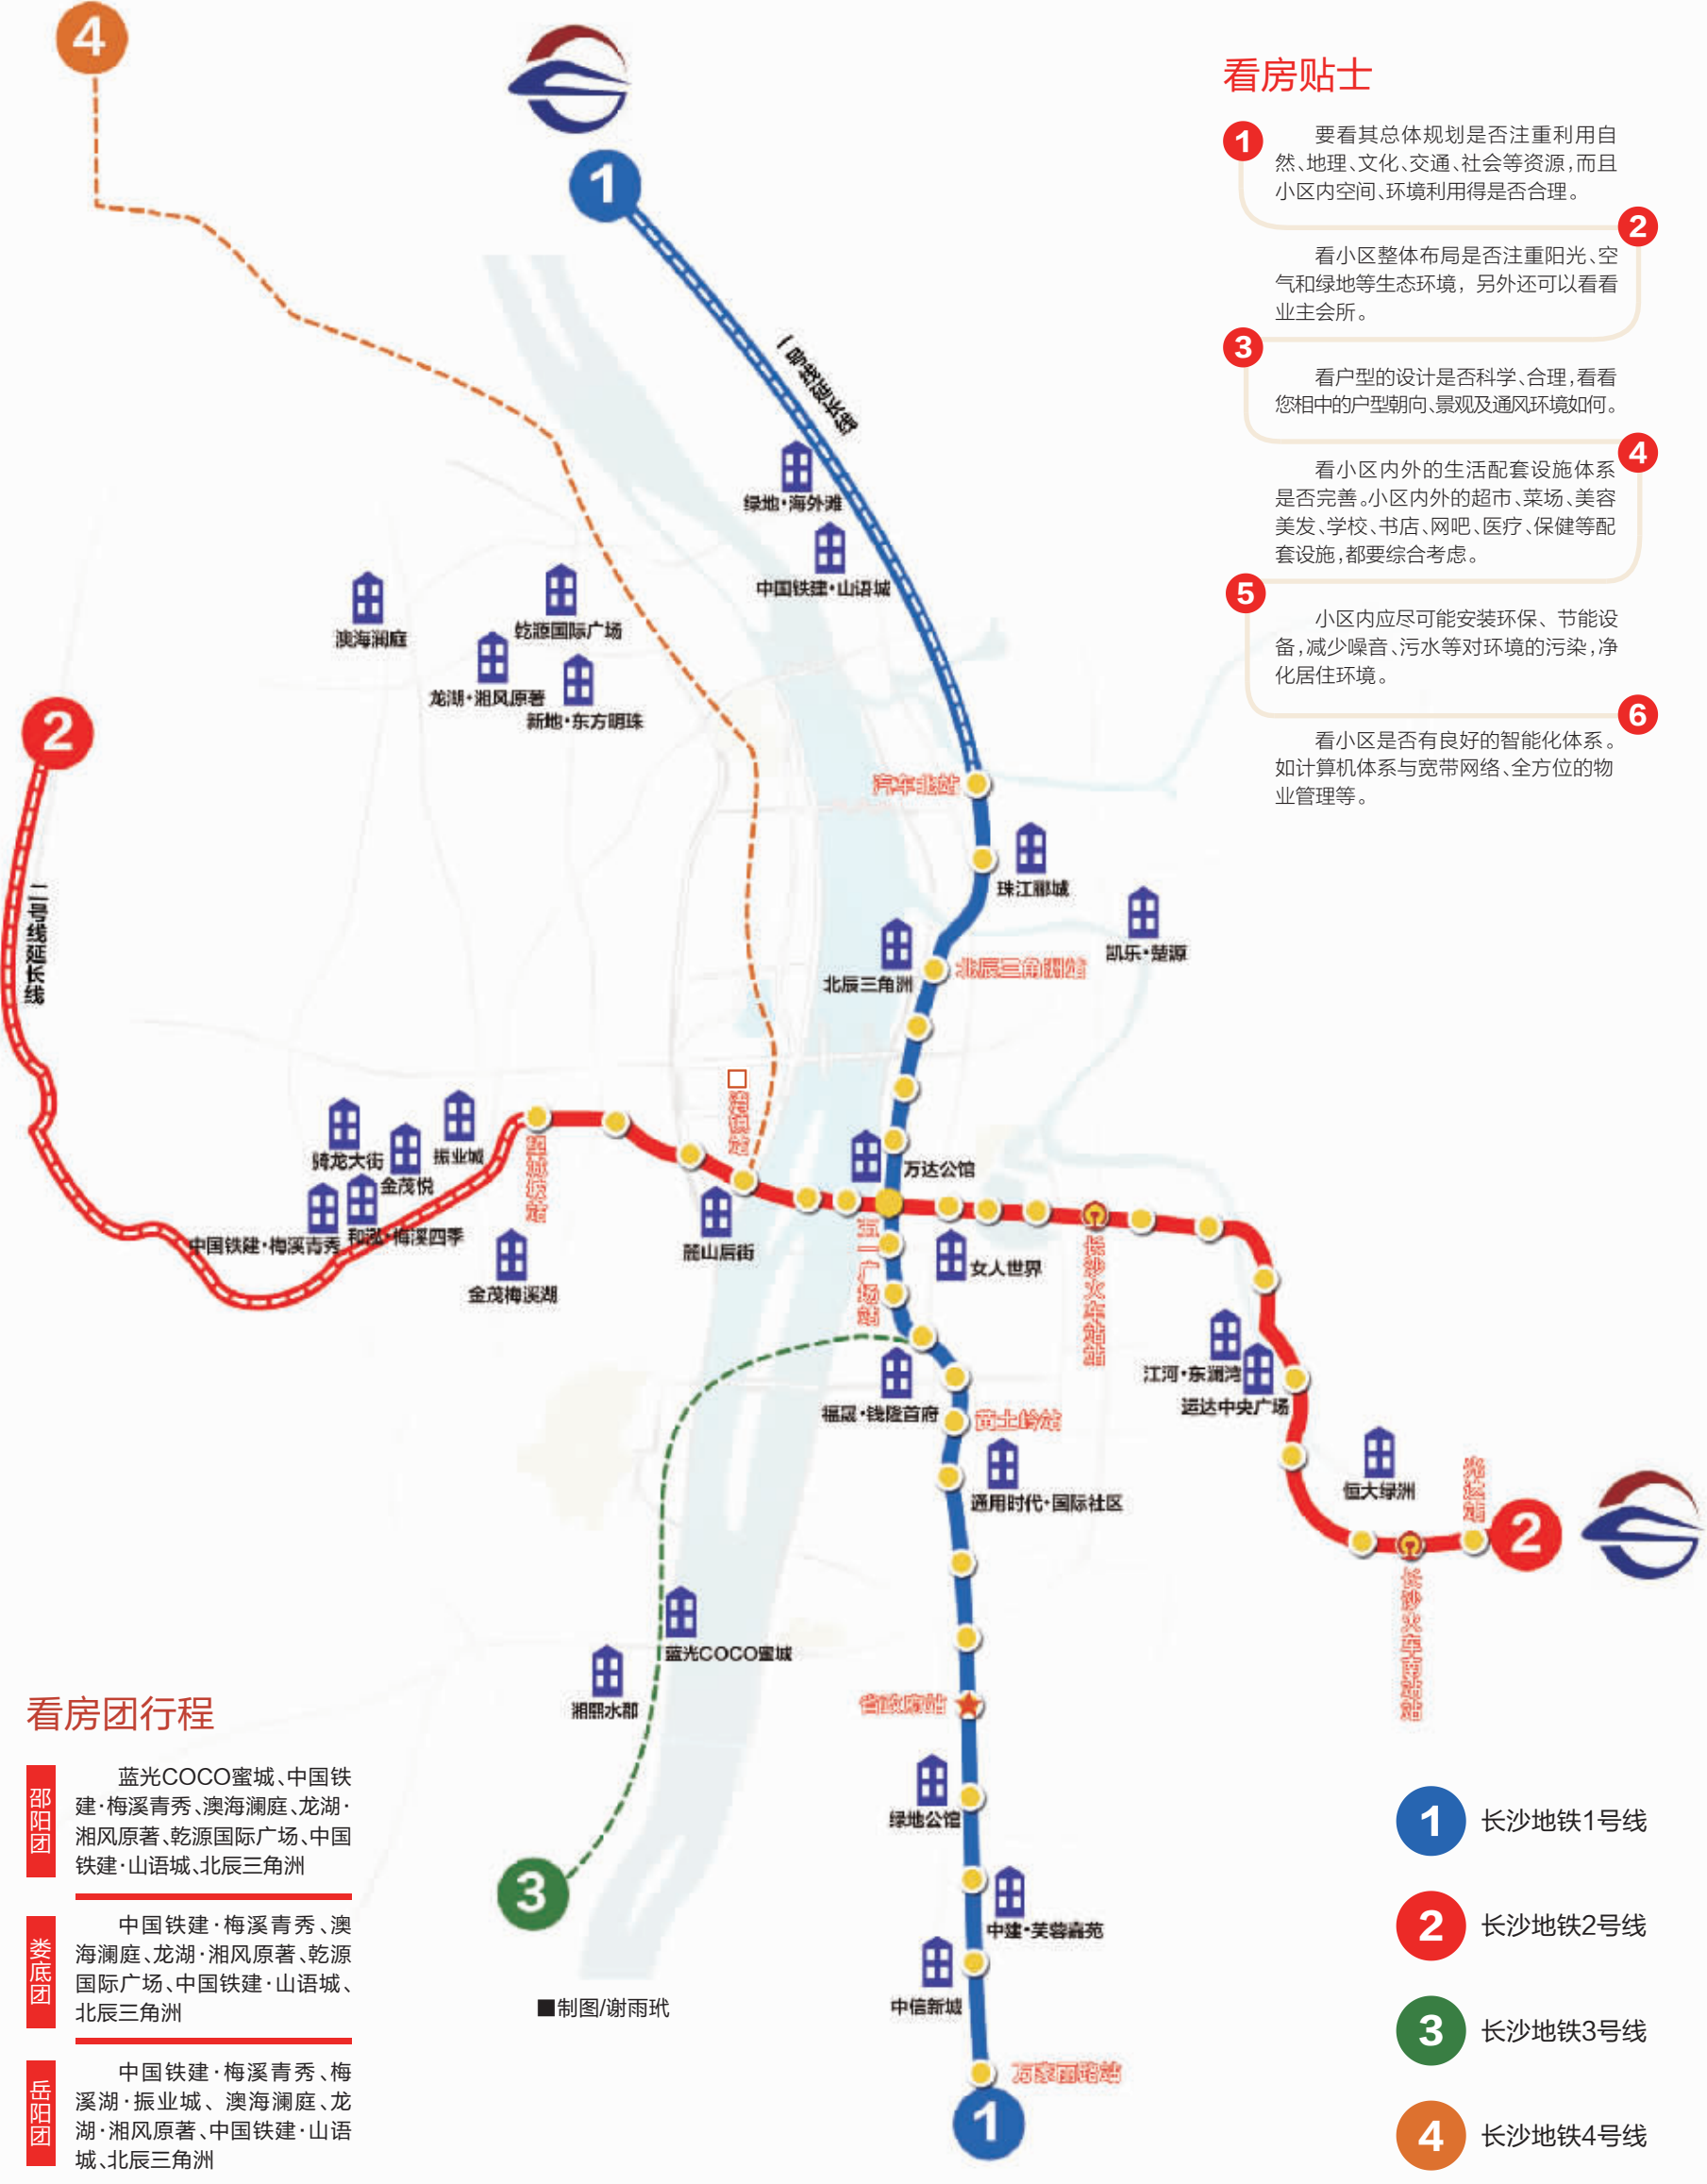 4
1
看房贴士
1
要看其总体规划是否注重利用自
然、地理、文化、交通、社会等资源,而且
小区内空间、环境利用得是否合理。
2
看小区整体布局是否注重阳光、空
气和绿地等生态环境，另外还可以看看
业主会所。
3
看户型的设计是否科学、合理,看看
您相中的户型朝向、景观及通风环境如何。
4
看小区内外的生活配套设施体系
是否完善。小区内外的超市、菜场、美容
美发、学校、书店、网吧、医疗、保健等配
套设施,都要综合考虑。
5
小区内应尽可能安装环保、节能设
备,减少噪音、污水等对环境的污染,净
化居住环境。
6
看小区是否有良好的智能化体系。
如计算机体系与宽带网络、全方位的物
业管理等。
一号线延长线
绿地·海外滩
中国铁建·山语城
澳海澜庭
乾源国际广场
龙湖·湘风原著
新地·东方明珠
2
二号线延长线
汽车北站
珠江郦城
凯乐·楚源
北辰三角洲
北辰三角洲站
骑龙大街
金茂悦
振业城
中国铁建·梅溪青秀
和泓·梅溪四季
金茂梅溪湖
望城坡站
溁镇站
麓山后街
万达公馆
五一广场站
女人世界
长沙火车站站
江河·东澜湾
运达中央广场
福晟·钱隆首府
黄土岭站
通用时代·国际社区
恒大绿洲
光达站
2
长沙火车南站站
蓝光COCO蜜城
湘熙水郡
省政府站
绿地公馆
中建·芙蓉嘉苑
中信新城
万家丽路站
1
3
看房团行程
邵阳团
蓝光COCO蜜城、中国铁
建·梅溪青秀、澳海澜庭、龙湖·
湘风原著、乾源国际广场、中国
铁建·山语城、北辰三角洲
娄底团
中国铁建·梅溪青秀、澳
海澜庭、龙湖·湘风原著、乾源
国际广场、中国铁建·山语城、
北辰三角洲
岳阳团
中国铁建·梅溪青秀、梅
溪湖·振业城、澳海澜庭、龙
湖·湘风原著、中国铁建·山语
城、北辰三角洲
■制图/谢雨玳
1 长沙地铁1号线
2 长沙地铁2号线
3 长沙地铁3号线
4 长沙地铁4号线